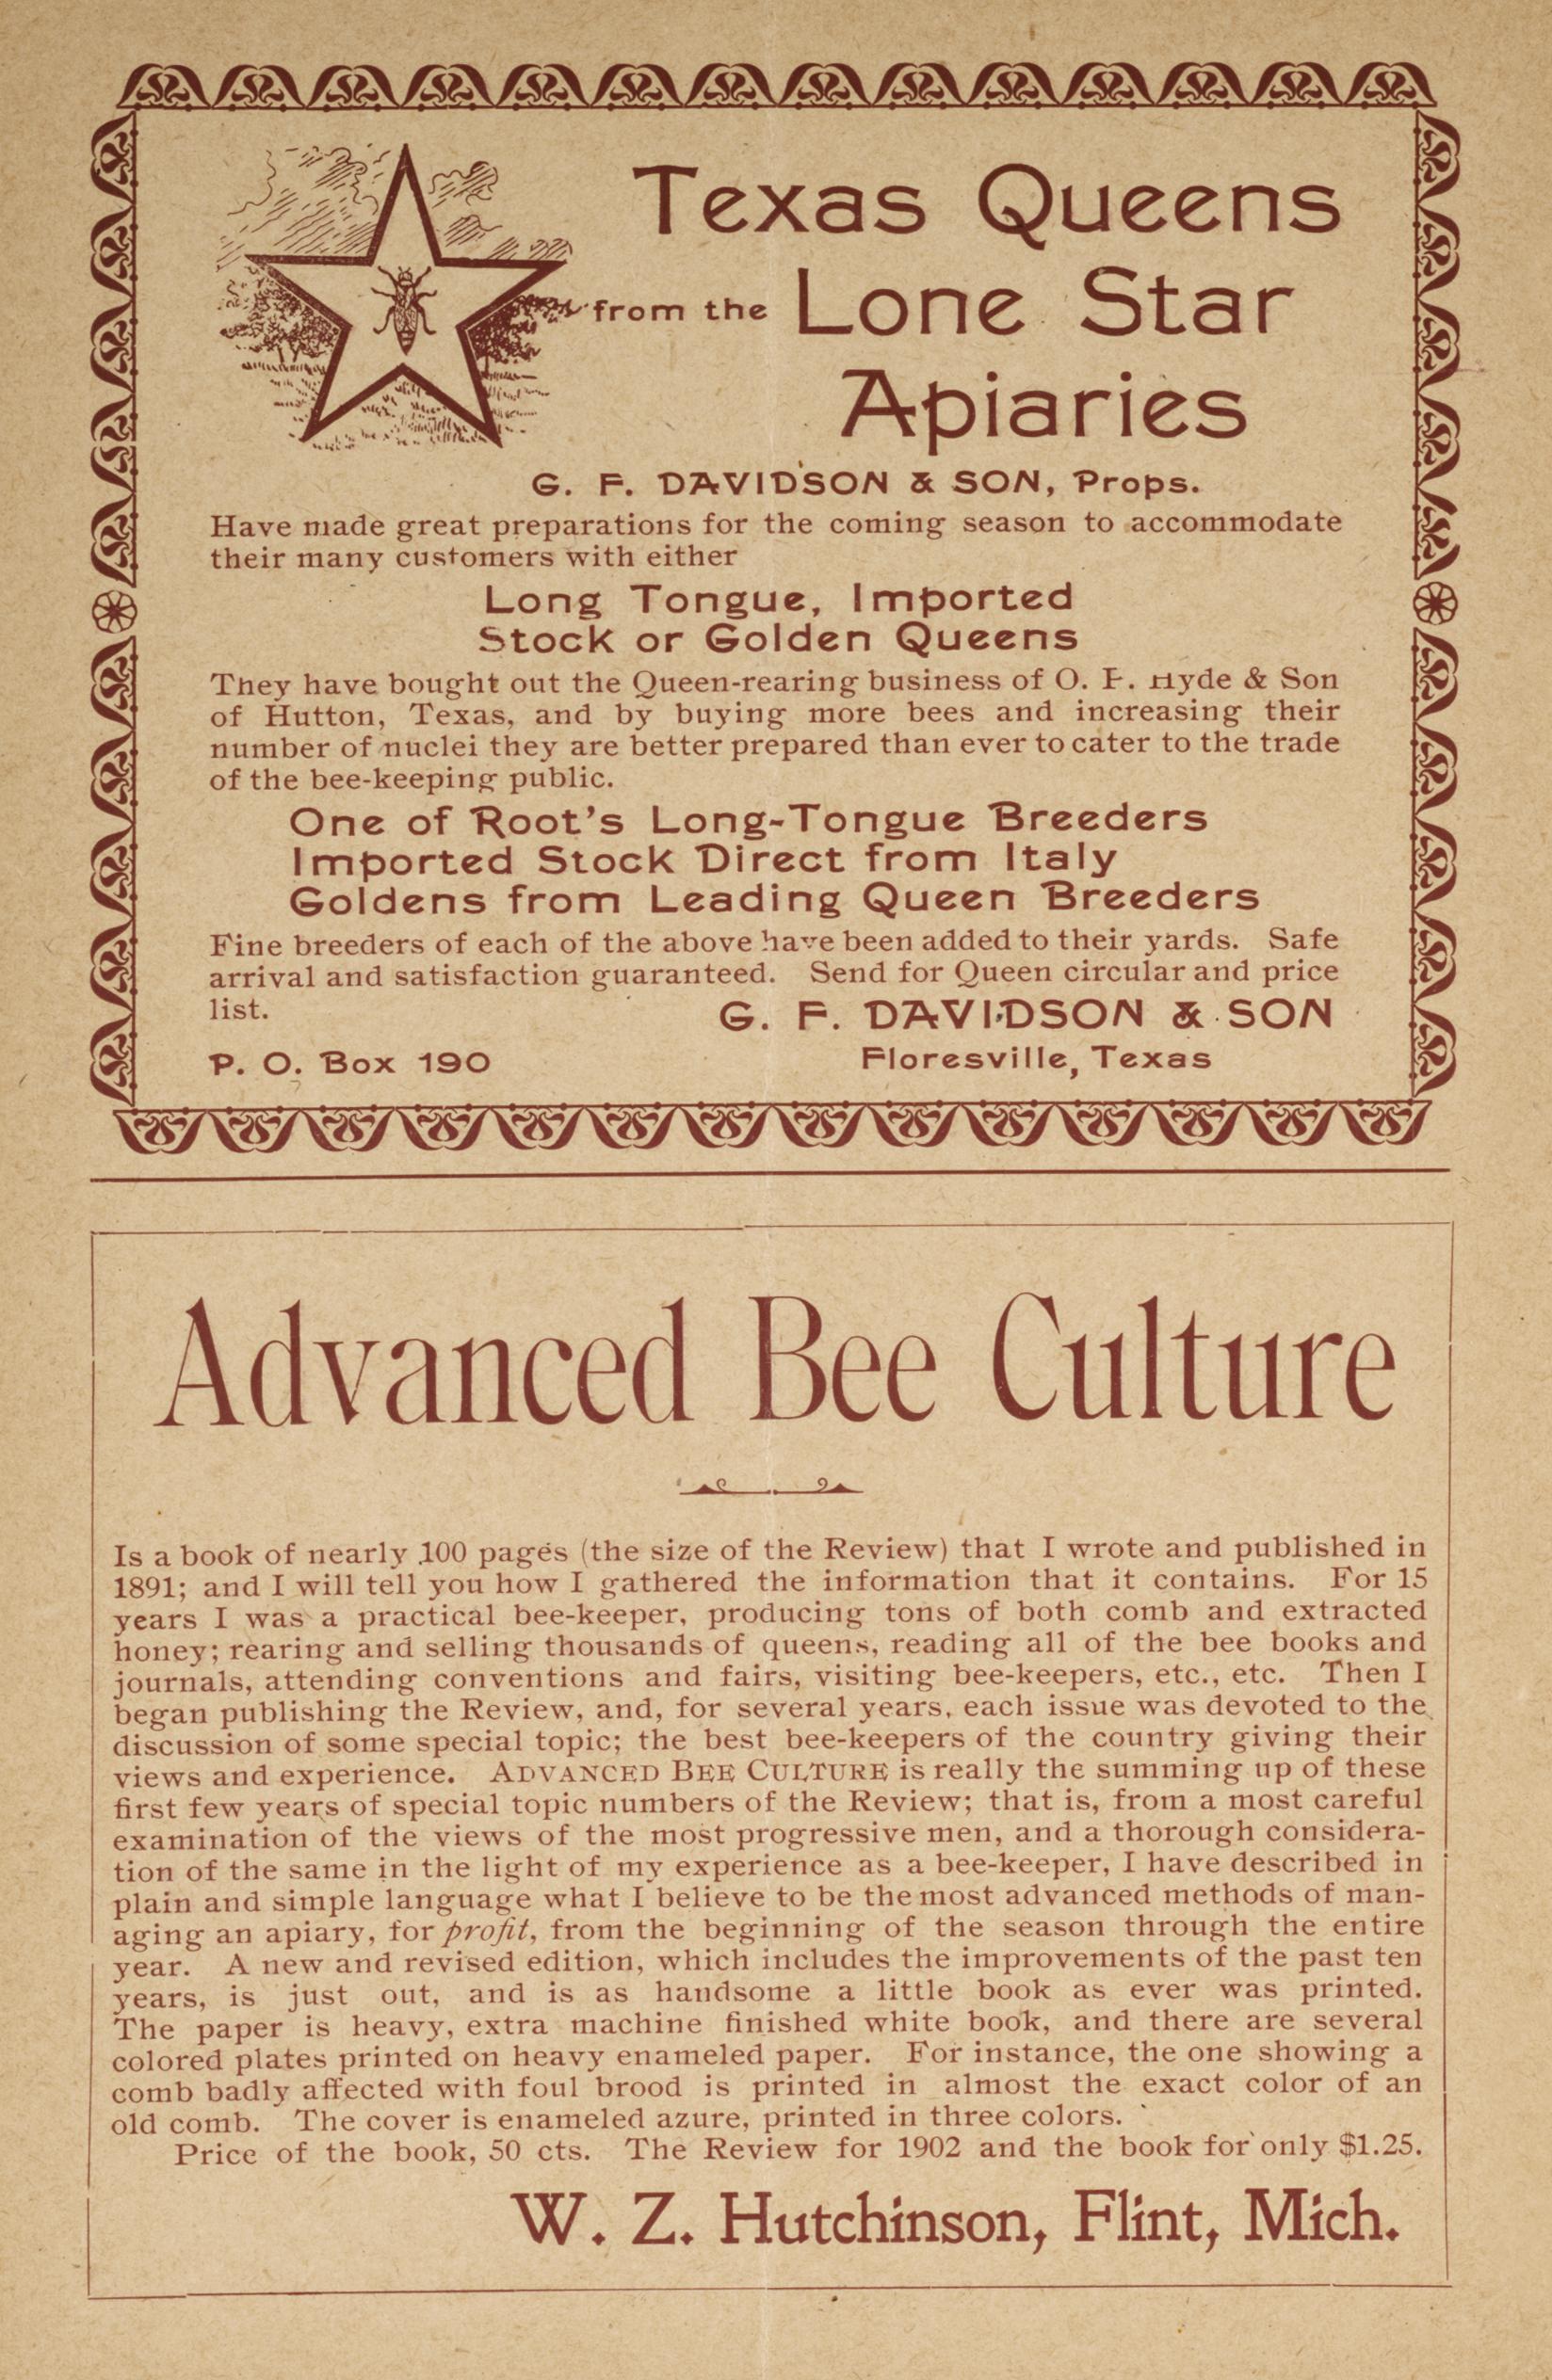 Texas Queens
from the Lone Star
Apiaries
G. F. DAVIDSON & SON, Props.
Have made great preparations for the coming season to accommodate
their many customers with either
Long Tongue, Imported
Stock or Golden Queens
They have bought out the Queen-rearing business of O. P. Hyde & Son
of Hutton, Texas, and by buying more bees and increasing their
number of nuclei they are better prepared than ever to cater to the trade
of the bee-keeping public.
One of Root's Long-Tongue Breeders
Imported Stock Direct from Italy
Goldens from Leading Queen Breeders
Fine breeders of each of the above have been added to their yards. Safe
arrival and satisfaction guaranteed. Send for Queen circular and price
list.
G. F. DAVIDSON & SON
P. O. Box 190
Floresville, Texas
Advanced Bee Culture
Is a book of nearly 100 pages (the size of the Review) that I wrote and published in
1891; and I will tell you how I gathered the information that it contains. For 15
years I was a practical bee-keeper, producing tons of both comb and extracted
honey; rearing and selling thousands of queens, reading all of the bee books and
journals, attending conventions and fairs, visiting bee-keepers, etc., etc. Then I
began publishing the Review, and, for several years, each issue was devoted to the
discussion of some special topic; the best bee-keepers of the country giving their
views and experience. ADVANCED BEE CULTURE is really the summing up of these
first few years of special topic numbers of the Review; that is, from a most careful
examination of the views of the most progressive men, and a thorough considera-
tion of the same in the light of my experience as a bee-keeper, I have described in
plain and simple language what I believe to be the most advanced methods of man-
aging an apiary, for profit, from the beginning of the season through the entire
year. A new and revised edition, which includes the improvements of the past ten
years, is just out, and is as handsome a little book as ever was printed.
The paper is heavy, extra machine finished white book, and there are several
colored plates printed on heavy enameled paper. For instance, the one showing a
comb badly affected with foul brood is printed in almost the exact color of an
old comb. The cover is enameled azure, printed in three colors.
Price of the book, 50 cts. The Review for 1902 and the book for only $1.25.
W. Z. Hutchinson, Flint, Mich.